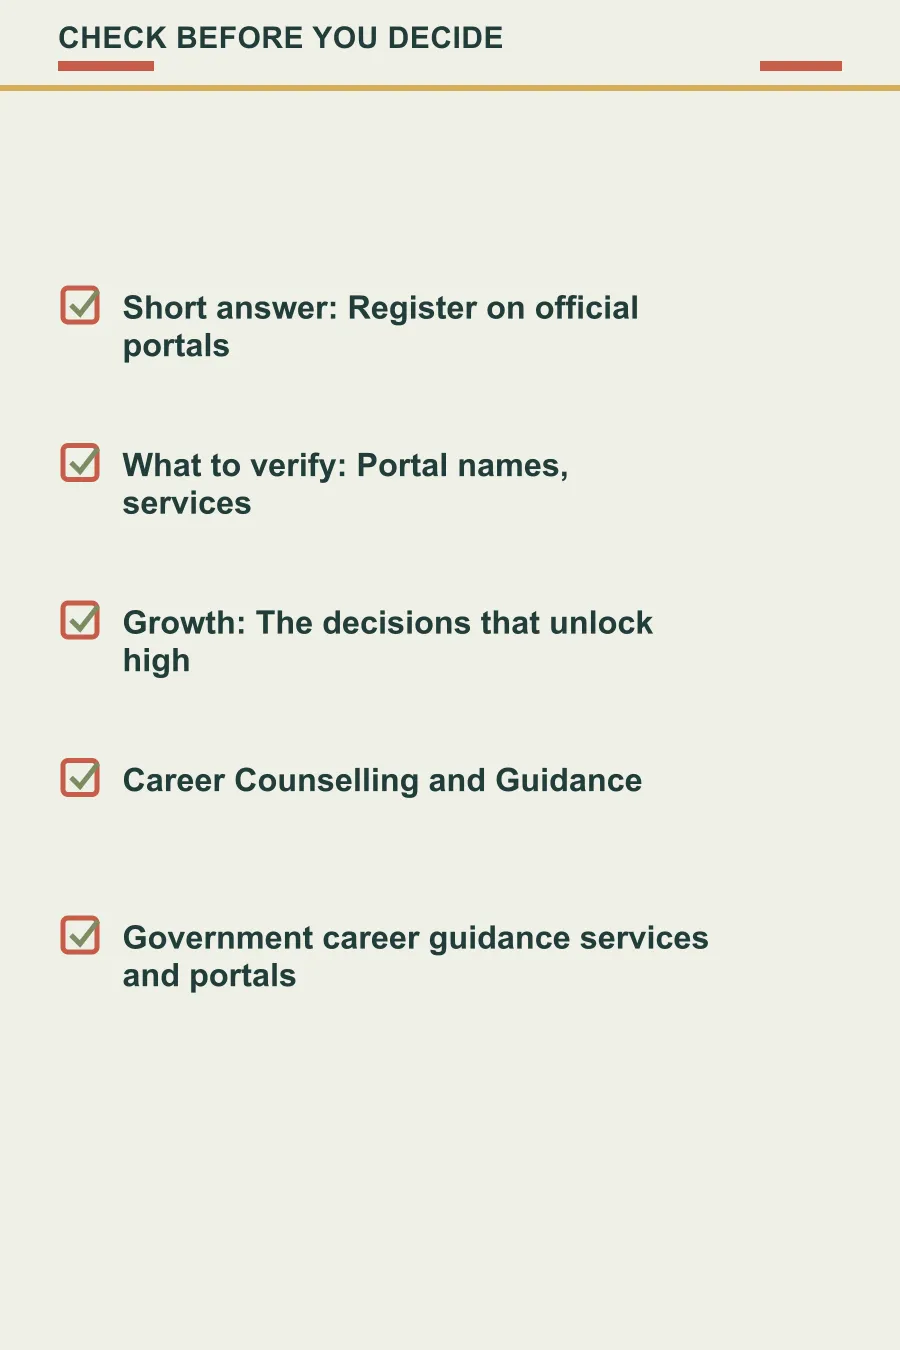 CHECK BEFORE YOU DECIDE
Short answer: Register on official
portals
What to verify: Portal names,
services
Growth: The decisions that unlock
high
Career Counselling and Guidance
Government career guidance services
and portals